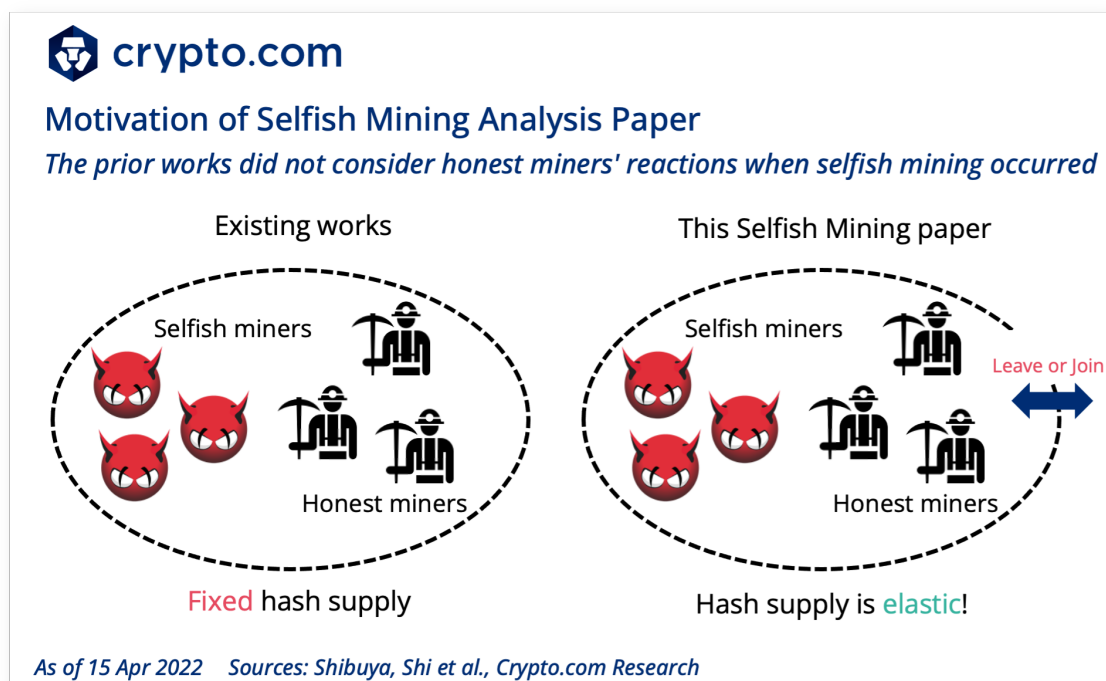 crypto.com
Motivation of Selfish Mining Analysis Paper
The prior works did not consider honest miners' reactions when selfish mining occurred
Existing works
Selfish miners
Honest miners
Fixed hash supply
This Selfish Mining paper
Selfish miners
Leave or Join
Honest miners
Hash supply is elastic!
As of 15 Apr 2022 Sources: Shibuya, Shi et al., Crypto.com Research